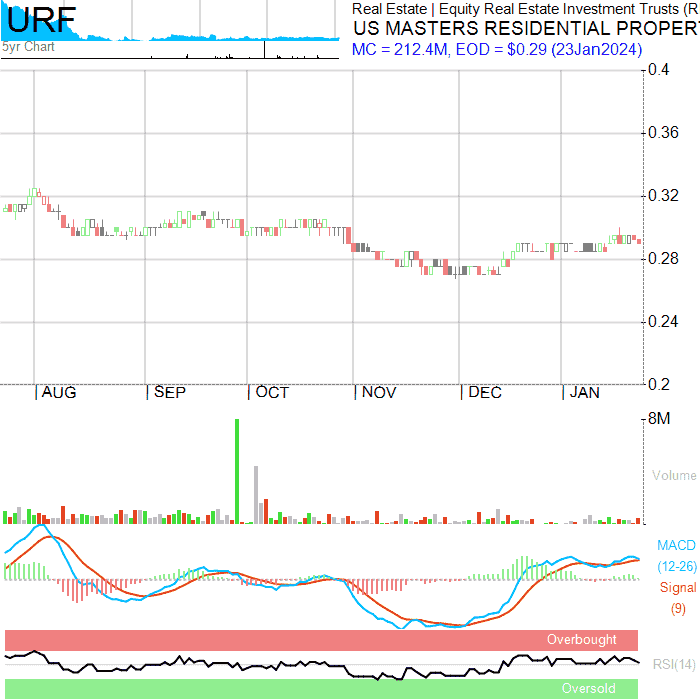 URF
5yr Chart
Real Estate | Equity Real Estate Investment Trusts (R
US MASTERS RESIDENTIAL PROPERT
MC = 212.4M, EOD = $0.29 (23Jan2024)
0.4
0.36
0.32
0.28
0.24
0.2
AUG SEP OCT NOV DEC JAN
8M
Volume
MACD
(12-26)
Signal
(9)
Overbought
RSI(14)
Oversold